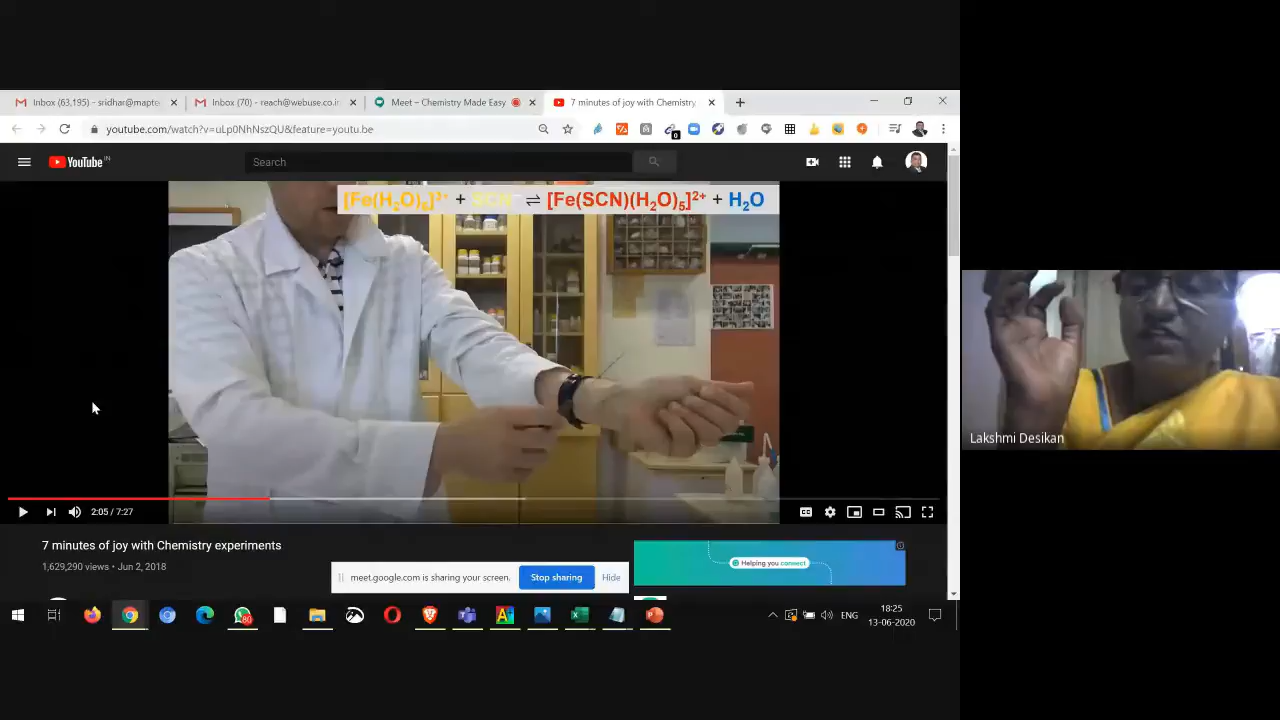 Inbox (63,195) - sridhar@mapte
Inbox (70) - reach@webuse.co.in
Meet – Chemistry Made Easy
7 minutes of joy with Chemistry
youtube.com/watch?v=uLp0NhNszQU&feature=youtu.be
0
YouTube IN
Search
[Fe(H₂O)₆]³⁺ + SCN⁻ ⇌ [Fe(SCN)(H₂O)₅]²⁺ + H₂O
Lakshmi Desikan
2:05 / 7:27
7 minutes of joy with Chemistry experiments
1,629,290 views • Jun 2, 2018
Helping you connect
meet.google.com is sharing your screen.
Stop sharing
Hide
80
ENG
18:25
13-06-2020